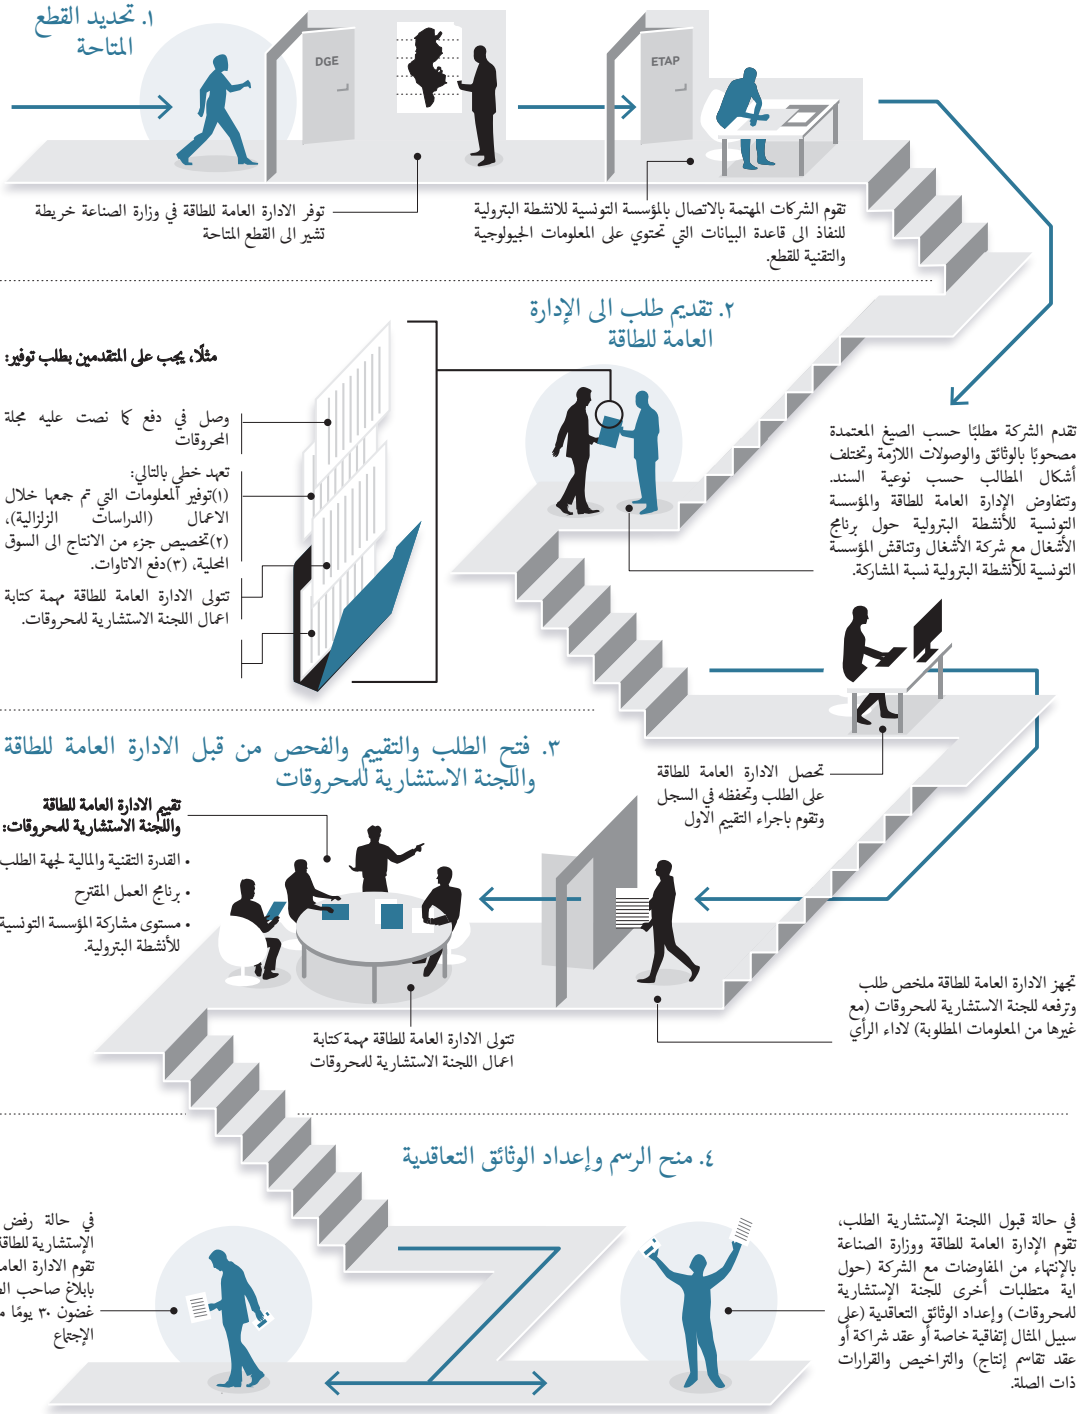 ١. تحديد القطع
المتاحة
DGE
ETAP
توفر الادارة العامة للطاقة في وزارة الصناعة خريطة
تشير الى القطع المتاحة
تقوم الشركات المهتمة بالاتصال بالمؤسسة التونسية للانشطة البترولية
للنفاذ الى قاعدة البيانات التي تحتوي على المعلومات الجيولوجية
والتقنية للقطع.
٢. تقديم طلب الى الإدارة
العامة للطاقة
تقدم الشركة مطلبًا حسب الصيغ المعتمدة
مصحوبًا بالوثائق والوصولات اللازمة وتختلف
أشكال المطالب حسب نوعية السند.
وتتفاوض الإدارة العامة للطاقة والمؤسسة
التونسية للأنشطة البترولية حول برنامج
الأشغال مع شركة الأشغال وتناقش المؤسسة
التونسية للأنشطة البترولية نسبة المشاركة.
مثلًا، يجب على المتقدمين بطلب توفير:
وصل في دفع كما نصت عليه مجلة
المحروقات
تعهد خطي بالتالي:
(١)توفير المعلومات التي تم جمعها خلال
الاعمال (الدراسات الزلزالية)،
(٢)تخصيص جزء من الانتاج الى السوق
المحلية، (٣)دفع الاتاوات.
تتولى الادارة العامة للطاقة مهمة كتابة
اعمال اللجنة الاستشارية للمحروقات.
تحصل الادارة العامة للطاقة
على الطلب وتحفظه في السجل
وتقوم باجراء التقييم الاول
٣. فتح الطلب والتقييم والفحص من قبل الادارة العامة للطاقة
واللجنة الاستشارية للمحروقات
تجهز الادارة العامة للطاقة ملخص طلب
وترفعه للجنة الاستشارية للمحروقات (مع
غيرها من المعلومات المطلوبة) لاداء الرأي
تقييم الادارة العامة للطاقة
واللجنة الاستشارية للمحروقات:
• القدرة التقنية والمالية لجهة الطلب
• برنامج العمل المقترح
• مستوى مشاركة المؤسسة التونسية
للأنشطة البترولية.
تتولى الادارة العامة للطاقة مهمة كتابة
اعمال اللجنة الاستشارية للمحروقات
٤. منح الرسم وإعداد الوثائق التعاقدية
في حالة قبول اللجنة الإستشارية الطلب،
تقوم الإدارة العامة للطاقة ووزارة الصناعة
بالإنتهاء من المفاوضات مع الشركة (حول
اية متطلبات أخرى للجنة الإستشارية
للمحروقات) وإعداد الوثائق التعاقدية (على
سبيل المثال إتفاقية خاصة أو عقد شراكة أو
عقد تقاسم إنتاج) والتراخيص والقرارات
ذات الصلة.
في حالة رفض
الإستشارية للطاقة
تقوم الادارة العامة
بابلاغ صاحب
غضون ٣٠ يومًا
الإجتماع